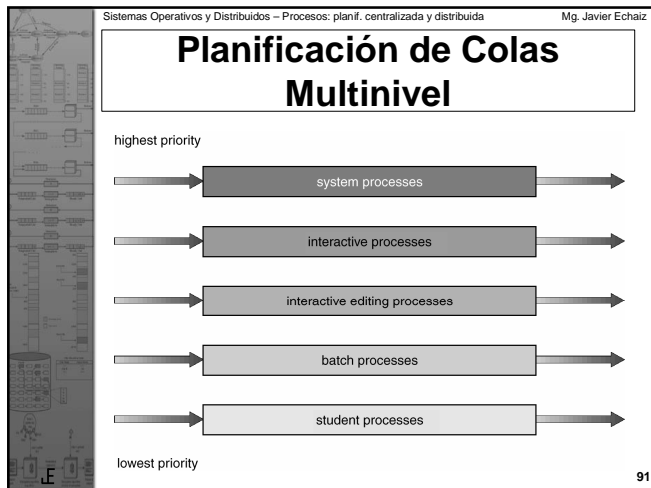 Sistemas Operativos y Distribuidos – Procesos: planif. centralizada y distribuida Mg. Javier Echaiz
Planificación de Colas
Multinivel
highest priority
system processes
interactive processes
interactive editing processes
batch processes
student processes
lowest priority
JE
91